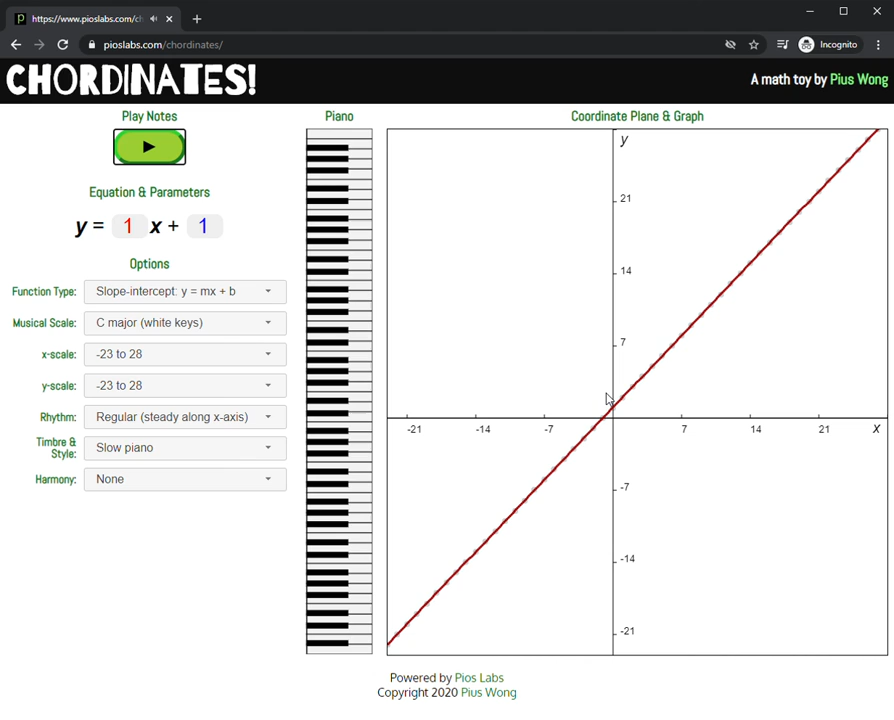 https://www.pioslabs.com/ch
pioslabs.com/chordinates/
Incognito
CHORDINATES!
A math toy by Pius Wong
Play Notes
Piano
Coordinate Plane & Graph
Equation & Parameters
y = 1 x + 1
Options
Function Type: Slope-intercept: y = mx + b
Musical Scale: C major (white keys)
x-scale: -23 to 28
y-scale: -23 to 28
Rhythm: Regular (steady along x-axis)
Timbre & Style: Slow piano
Harmony: None
y
21
14
7
-21 -14 -7 7 14 21 x
-7
-14
-21
Powered by Pios Labs
Copyright 2020 Pius Wong